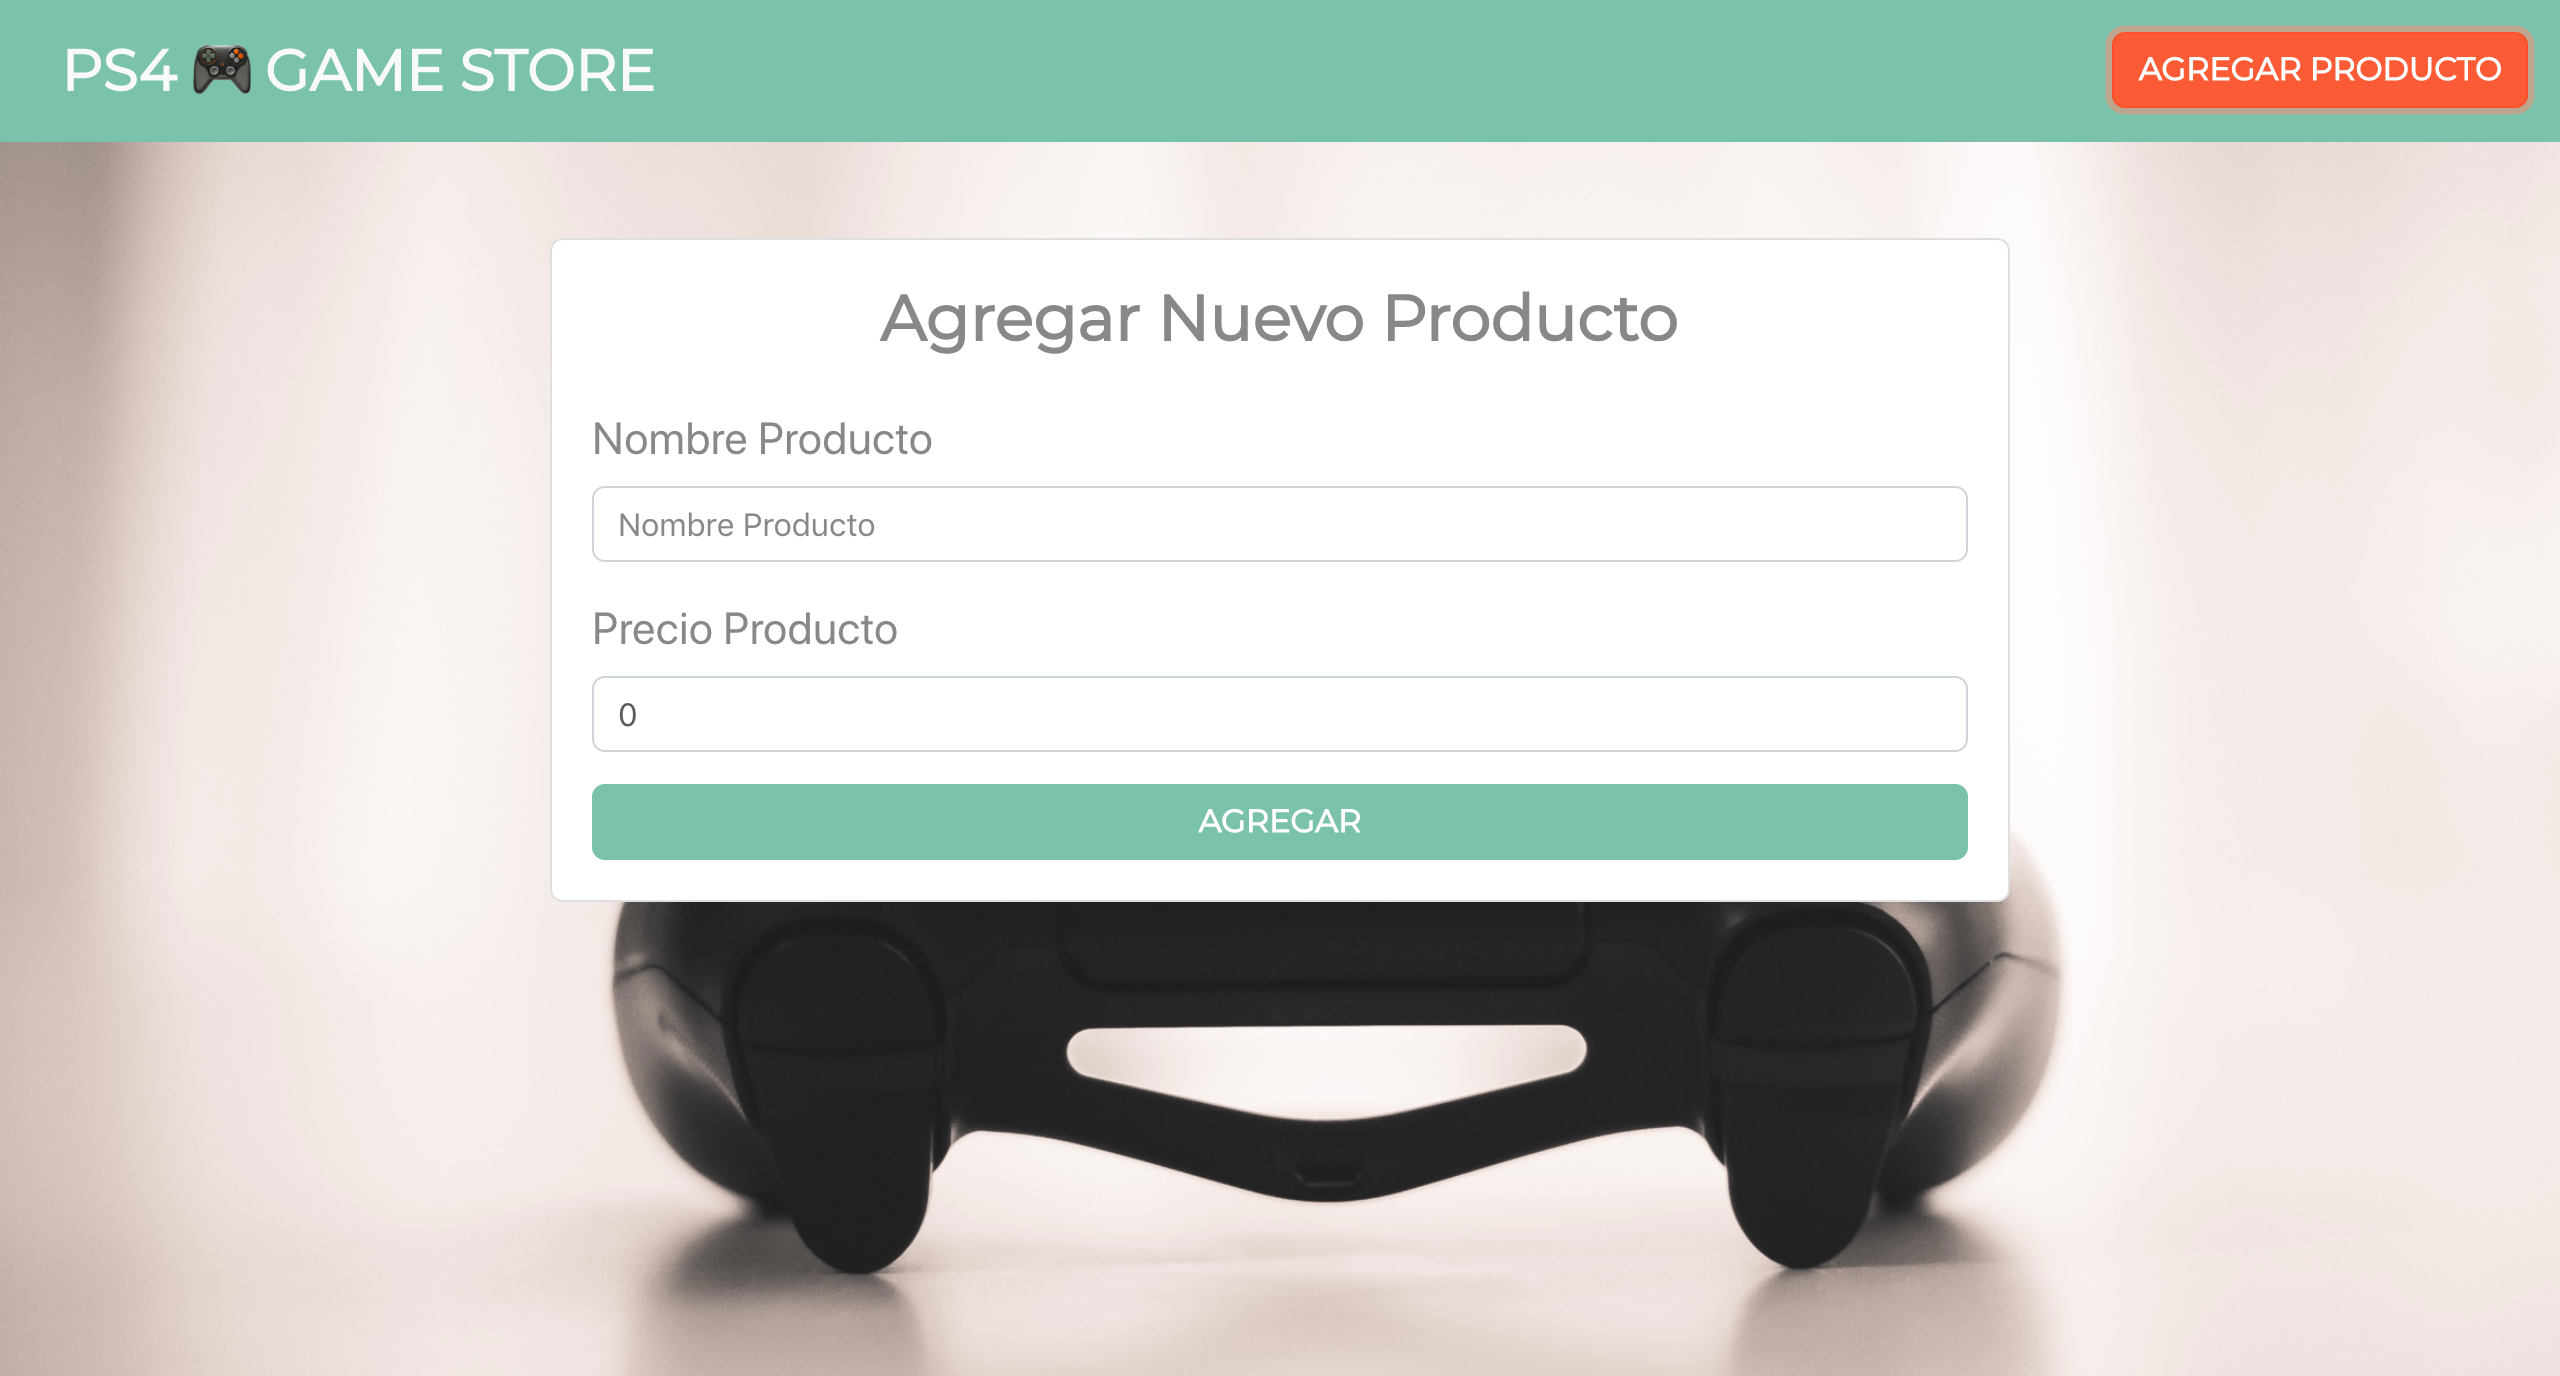 PS4 🎮 GAME STORE
AGREGAR PRODUCTO
Agregar Nuevo Producto
Nombre Producto
Nombre Producto
Precio Producto
0
AGREGAR